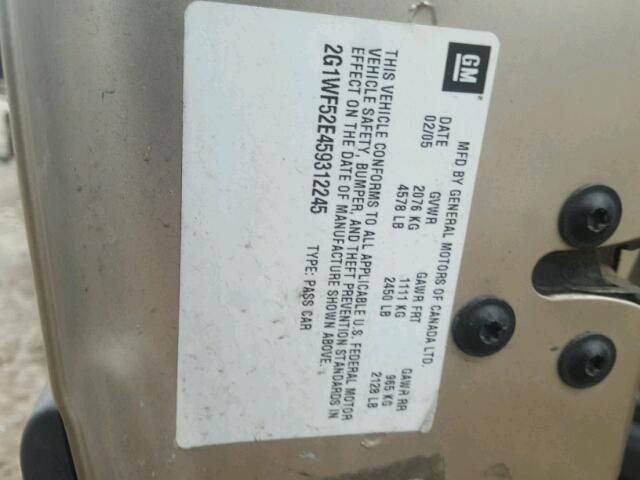 GM
MFD BY GENERAL MOTORS OF CANADA LTD.
DATE GVWR GAWR FRT GAWR RR
02/05 2076 KG 1111 KG 965 KG
4578 LB 2450 LB 2128 LB
THIS VEHICLE CONFORMS TO ALL APPLICABLE U.S. FEDERAL MOTOR
VEHICLE SAFETY, BUMPER, AND THEFT PREVENTION STANDARDS IN
EFFECT ON THE DATE OF MANUFACTURE SHOWN ABOVE.
2G1WF52E459312245 TYPE: PASS CAR